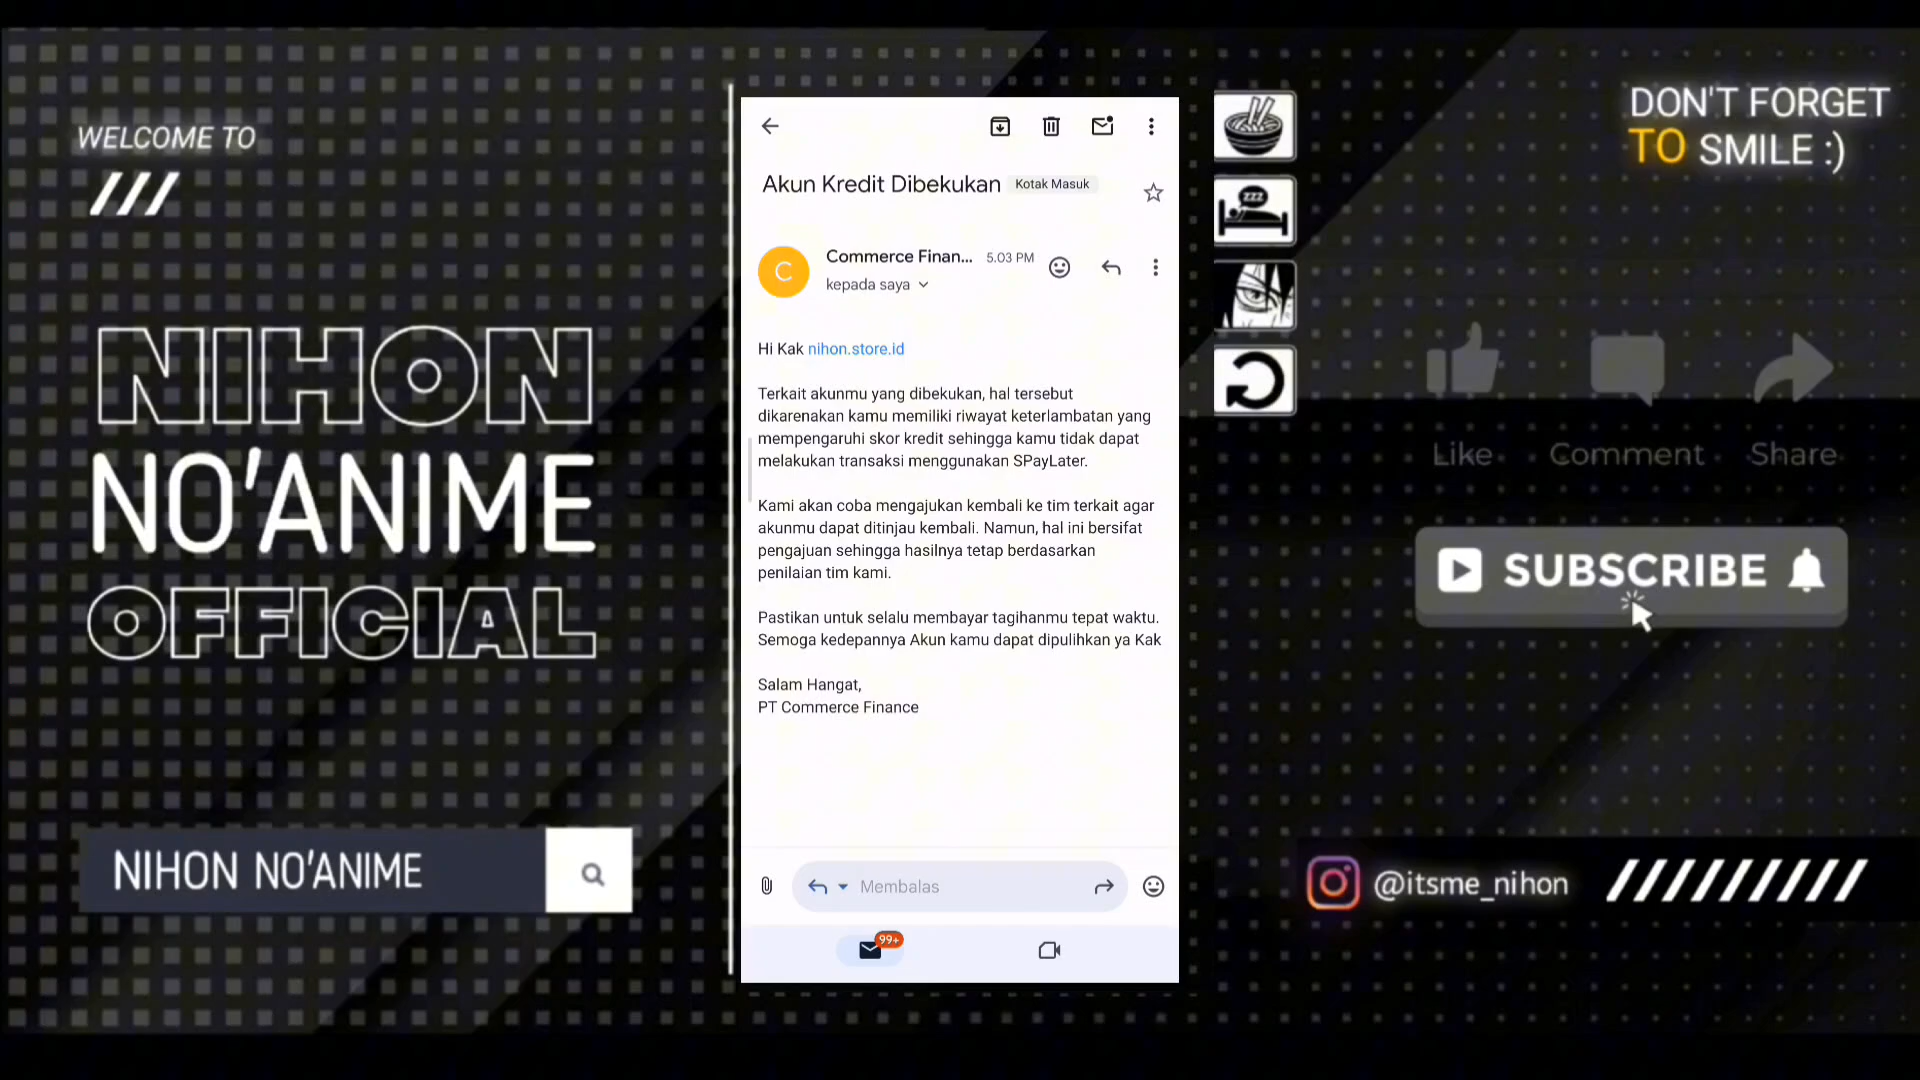 WELCOME TO
NIHON
NO'ANIME
OFFICIAL
NIHON NO'ANIME
Akun Kredit Dibekukan Kotak Masuk
C
Commerce Finan... 5.03 PM
kepada saya
Hi Kak nihon.store.id
Terkait akunmu yang dibekukan, hal tersebut
dikarenakan kamu memiliki riwayat keterlambatan yang
mempengaruhi skor kredit sehingga kamu tidak dapat
melakukan transaksi menggunakan SPayLater.
Kami akan coba mengajukan kembali ke tim terkait agar
akunmu dapat ditinjau kembali. Namun, hal ini bersifat
pengajuan sehingga hasilnya tetap berdasarkan
penilaian tim kami.
Pastikan untuk selalu membayar tagihanmu tepat waktu.
Semoga kedepannya Akun kamu dapat dipulihkan ya Kak
Salam Hangat,
PT Commerce Finance
Membalas
99+
zzz
DON'T FORGET
TO SMILE :)
Like Comment Share
SUBSCRIBE
@itsme_nihon